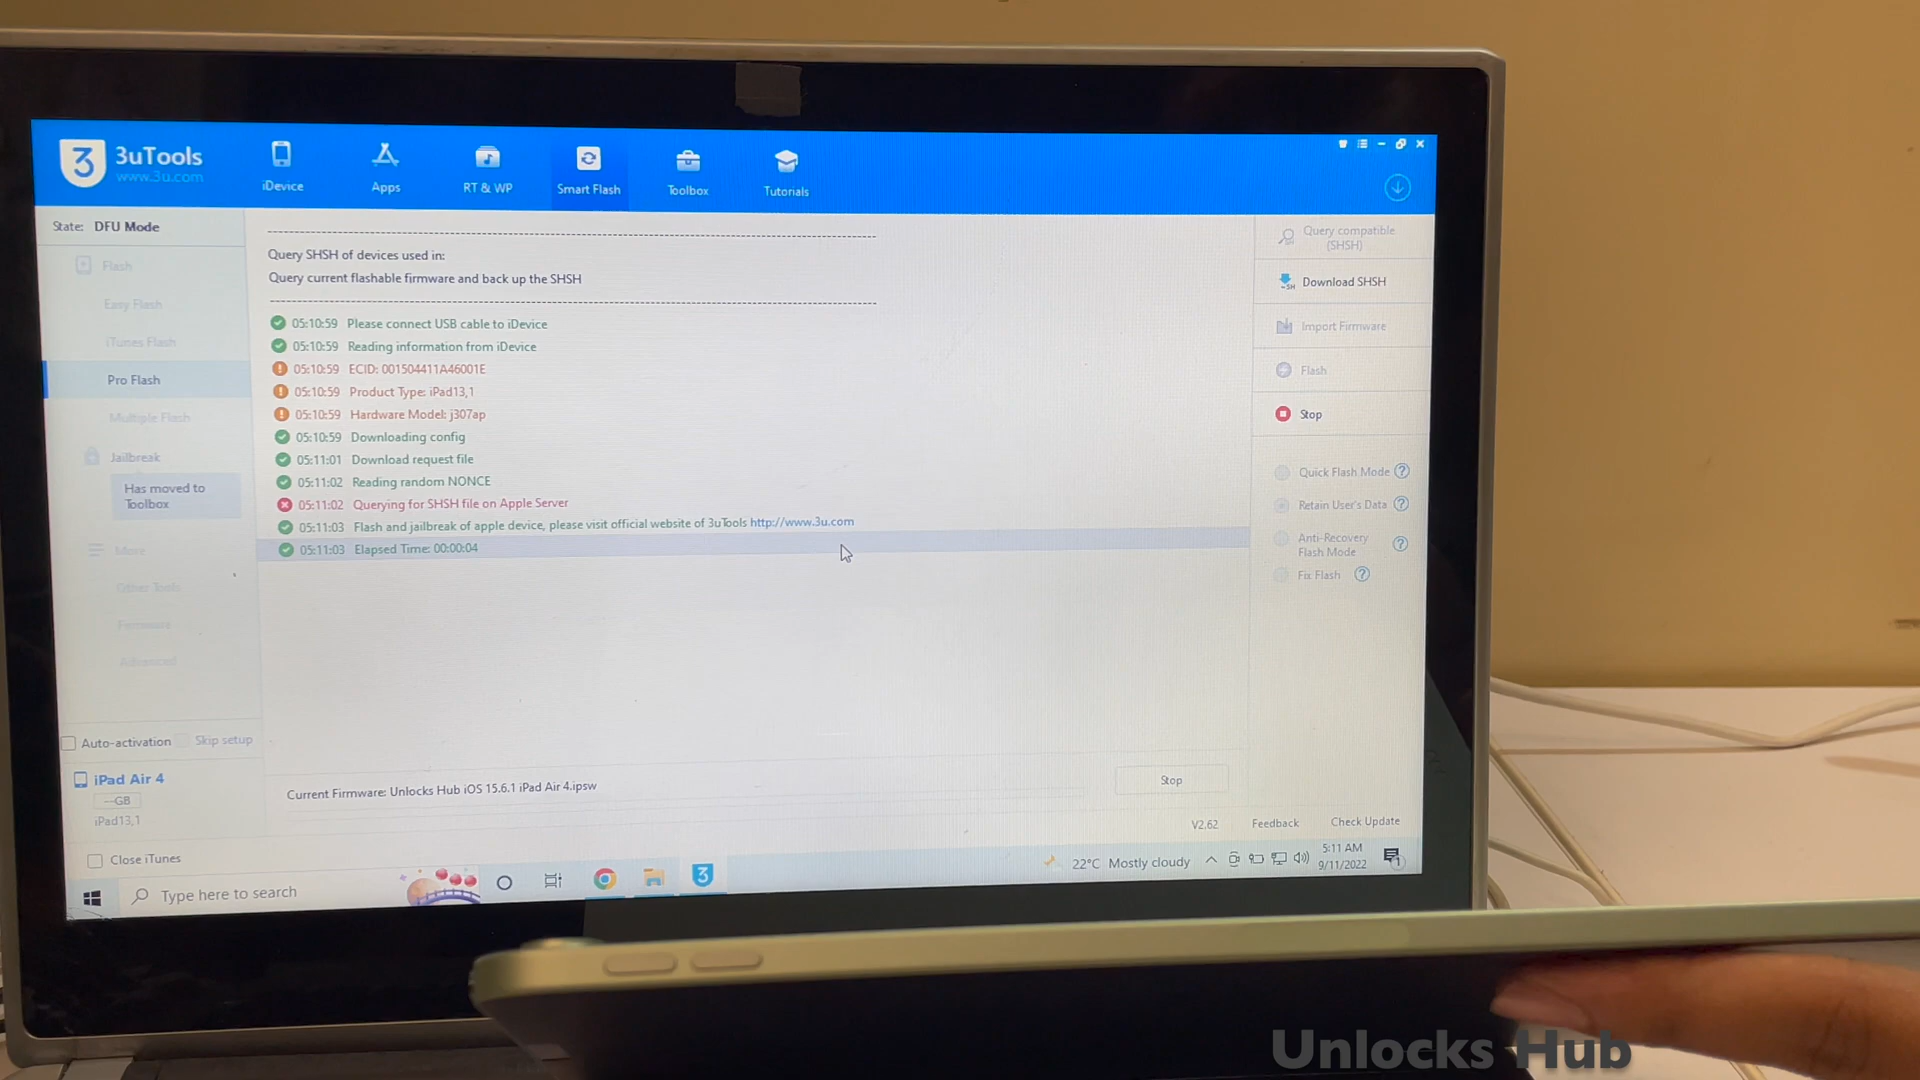 3 3uTools
www.3u.com
iDevice
Apps
RT & WP
Smart Flash
Toolbox
Tutorials
State: DFU Mode
Flash
Easy Flash
iTunes Flash
Pro Flash
Multiple Flash
Jailbreak
Has moved to
Toolbox
Move
Other Tools
Firmware
Advanced
Auto-activation
Skip setup
iPad Air 4
--GB
iPad13,1
Close iTunes
Query SHSH of devices used in:
Query current flashable firmware and back up the SHSH
05:10:59 Please connect USB cable to iDevice
05:10:59 Reading information from iDevice
05:10:59 ECID: 001504411A46001E
05:10:59 Product Type: iPad13,1
05:10:59 Hardware Model: j307ap
05:10:59 Downloading config
05:11:01 Download request file
05:11:02 Reading random NONCE
05:11:02 Querying for SHSH file on Apple Server
05:11:03 Flash and jailbreak of apple device, please visit official website of 3uTools http://www.3u.com
05:11:03 Elapsed Time: 00:00:04
Current Firmware: Unlocks Hub iOS 15.6.1 iPad Air 4.ipsw
Stop
Query compatible
(SHSH)
Download SHSH
Import Firmware
Flash
Stop
Quick Flash Mode ?
Retain User's Data ?
Anti-Recovery
Flash Mode ?
Fix Flash ?
V2.62
Feedback
Check Update
Type here to search
3
22°C Mostly cloudy
5:11 AM
9/11/2022
1
Unlocks Hub